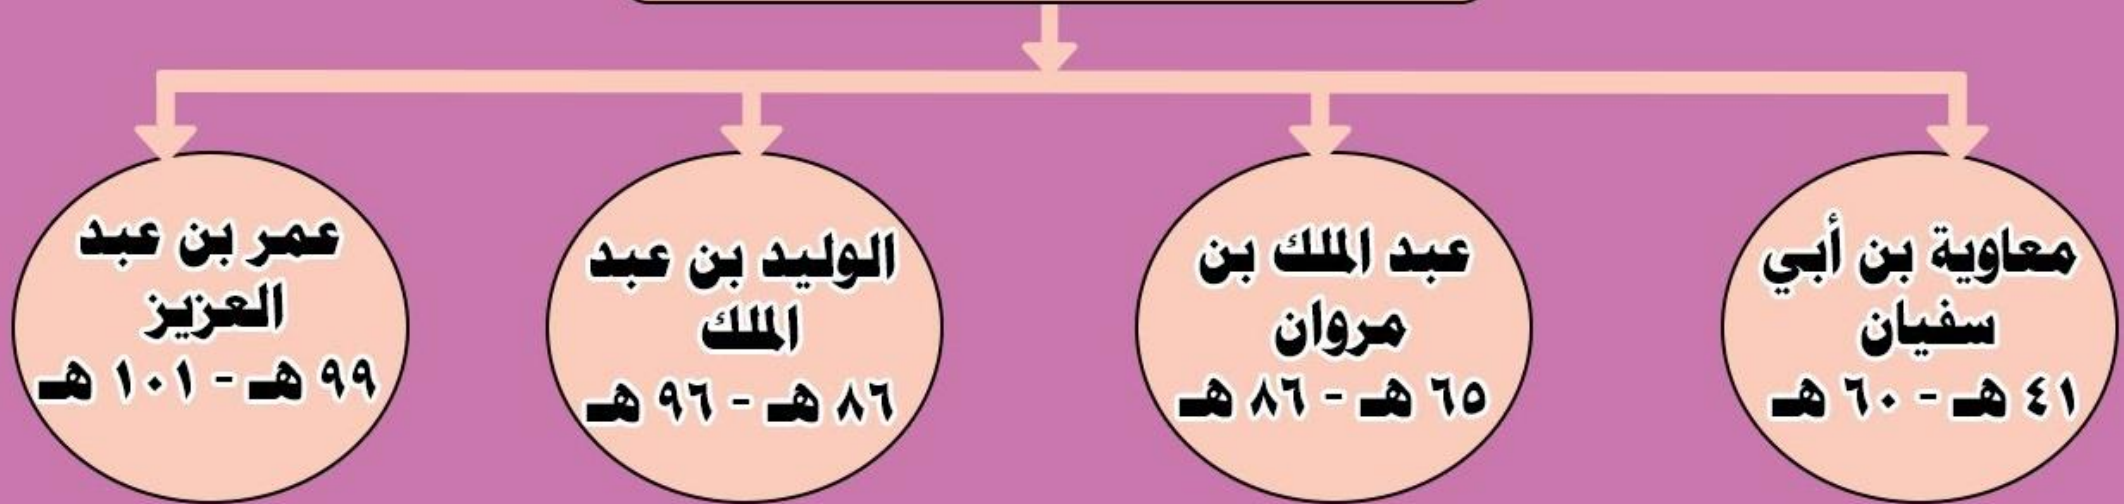 معاوية بن أبي
سفيان
٤١ هـ - ٦٠ هـ
عبد الملك بن
مروان
٦٥ هـ - ٨٦ هـ
الوليد بن عبد
الملك
٨٦ هـ - ٩٦ هـ
عمر بن عبد
العزيز
٩٩ هـ - ١٠١ هـ